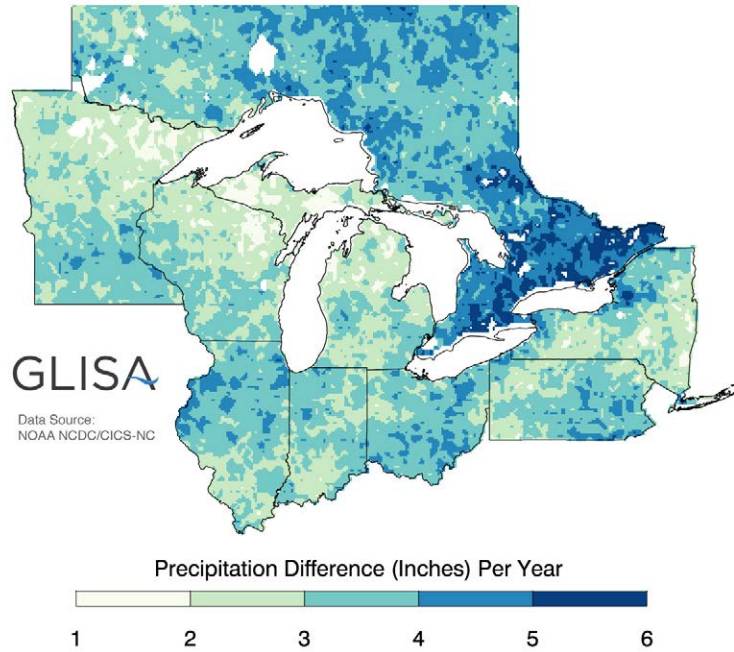 GLISA
Data Source:
NOAA NCDC/CICS-NC
Precipitation Difference (Inches) Per Year
1 2 3 4 5 6